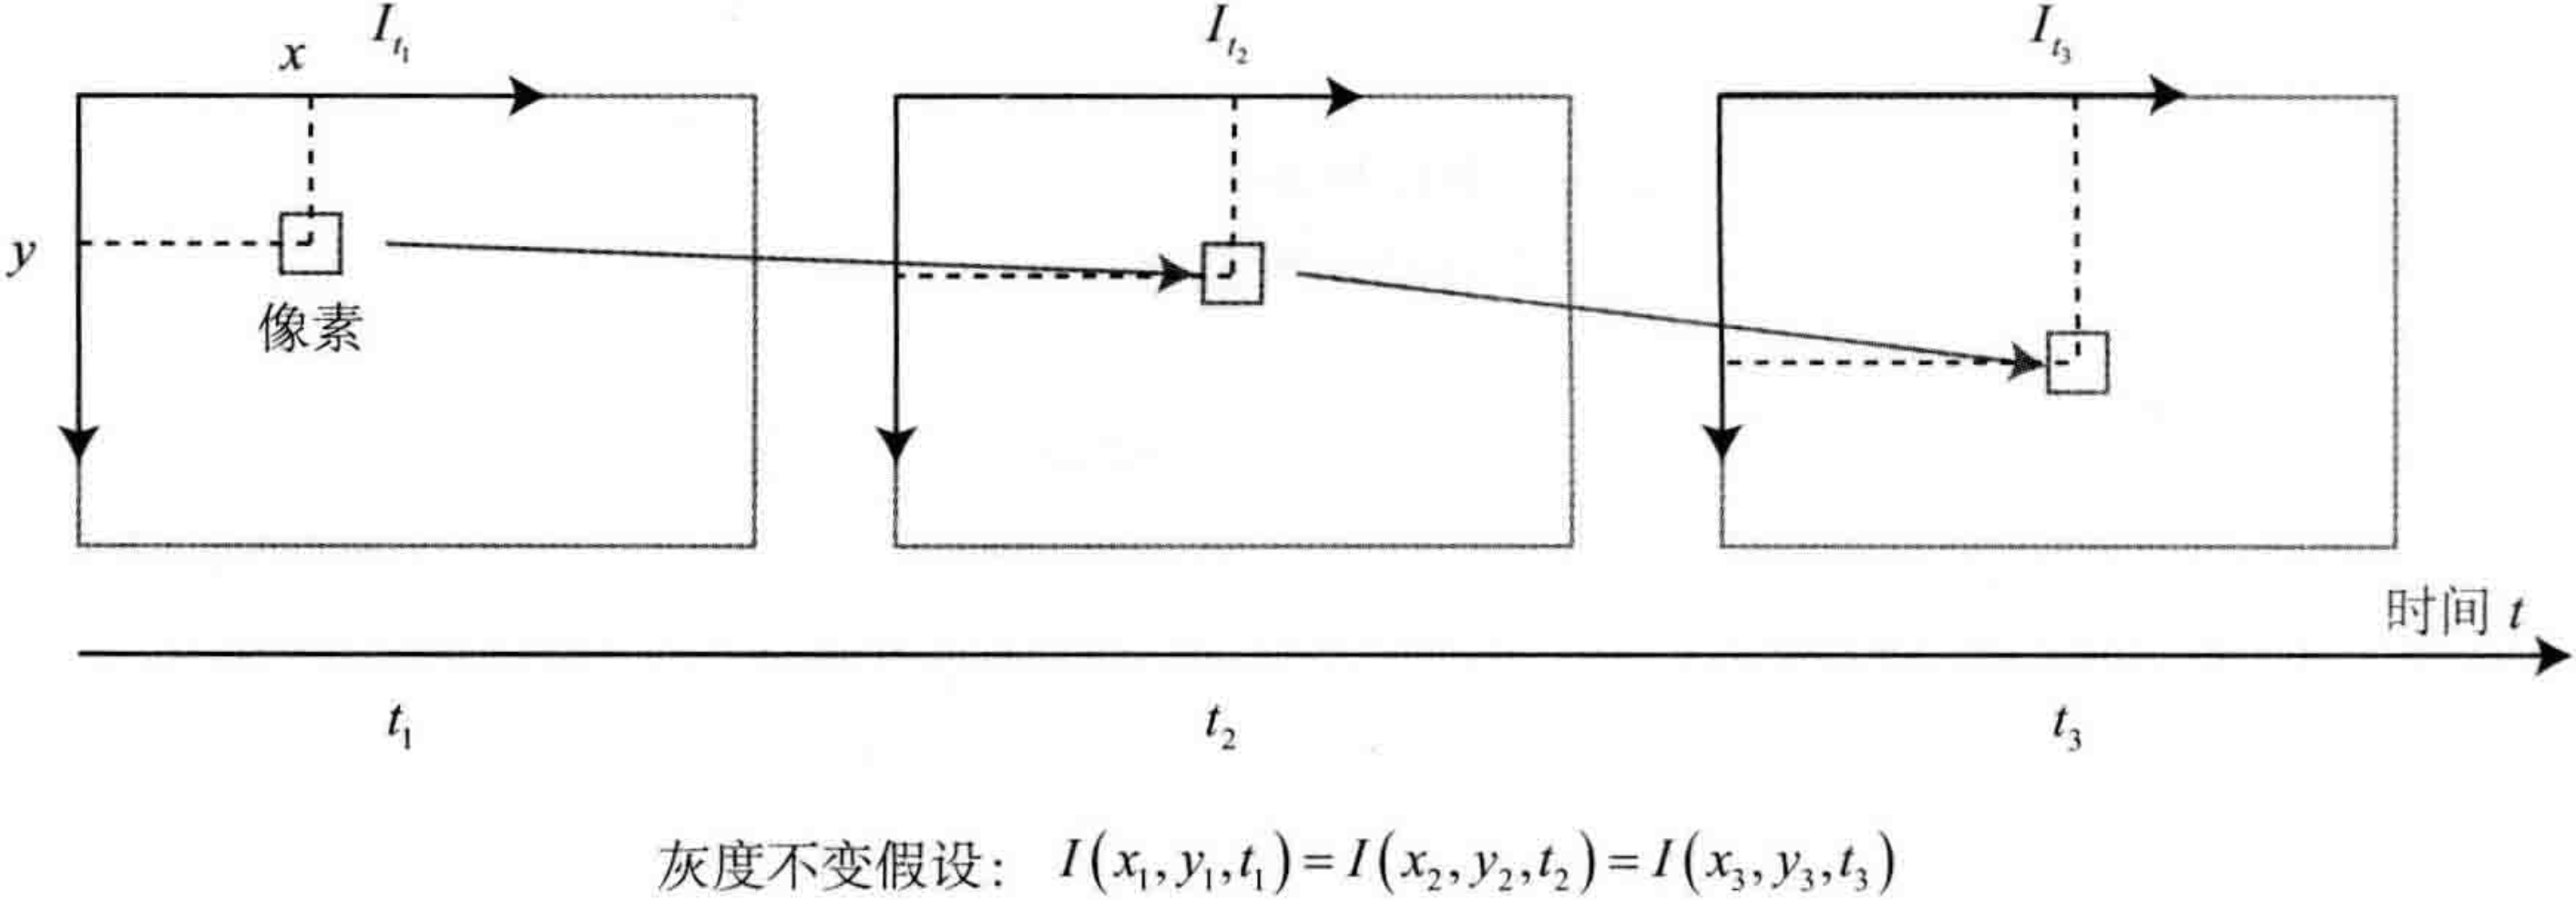 x I_{t_1} I_{t_2} I_{t_3}
y
像素
时间 t
t_1 t_2 t_3
灰度不变假设： I(x_1,y_1,t_1)=I(x_2,y_2,t_2)=I(x_3,y_3,t_3)